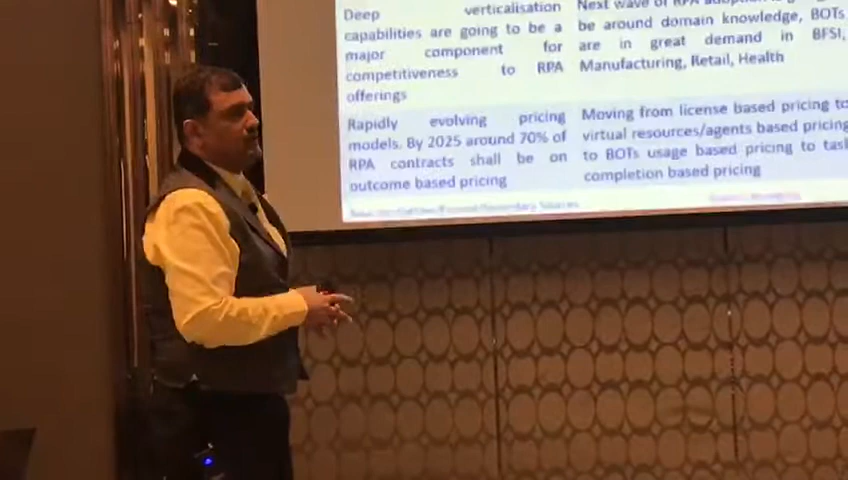 Deep verticalisation
capabilities are going to be a
major component for
competitiveness to RPA
offerings
Next wave of RPA adoption is
be around domain knowledge, BOTs
are in great demand in BFSI,
Manufacturing, Retail, Health
Rapidly evolving pricing
models. By 2025 around 70% of
RPA contracts shall be on
outcome based pricing
Moving from license based pricing to
virtual resources/agents based pricing
to BOTs usage based pricing to task
completion based pricing
Secondary Sources